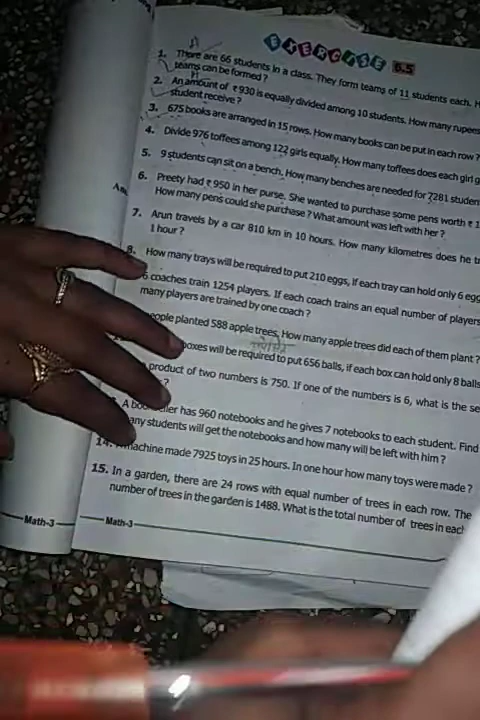 EXERCISE 6.5
1. There are 66 students in a class. They form teams of 11 students each. H
teams can be formed ?
2. An amount of ₹ 930 is equally divided among 10 students. How many rupees
student receive ?
3. 675 books are arranged in 15 rows. How many books can be put in each row ?
4. Divide 976 toffees among 122 girls equally. How many toffees does each girl g
5. 9 students can sit on a bench. How many benches are needed for 7281 studen
6. Preety had ₹ 950 in her purse. She wanted to purchase some pens worth ₹ 1
How many pens could she purchase ? What amount was left with her ?
7. Arun travels by a car 810 km in 10 hours. How many kilometres does he t
1 hour ?
8. How many trays will be required to put 210 eggs, if each tray can hold only 6 egg
6 coaches train 1254 players. If each coach trains an equal number of players
many players are trained by one coach ?
eople planted 588 apple trees. How many apple trees did each of them plant ?
boxes will be required to put 656 balls, if each box can hold only 8 balls
product of two numbers is 750. If one of the numbers is 6, what is the se
?
A boo ller has 960 notebooks and he gives 7 notebooks to each student. Find
any students will get the notebooks and how many will be left with him ?
14. machine made 7925 toys in 25 hours. In one hour how many toys were made ?
15. In a garden, there are 24 rows with equal number of trees in each row. The
number of trees in the garden is 1488. What is the total number of trees in each
Math-3
Math-3